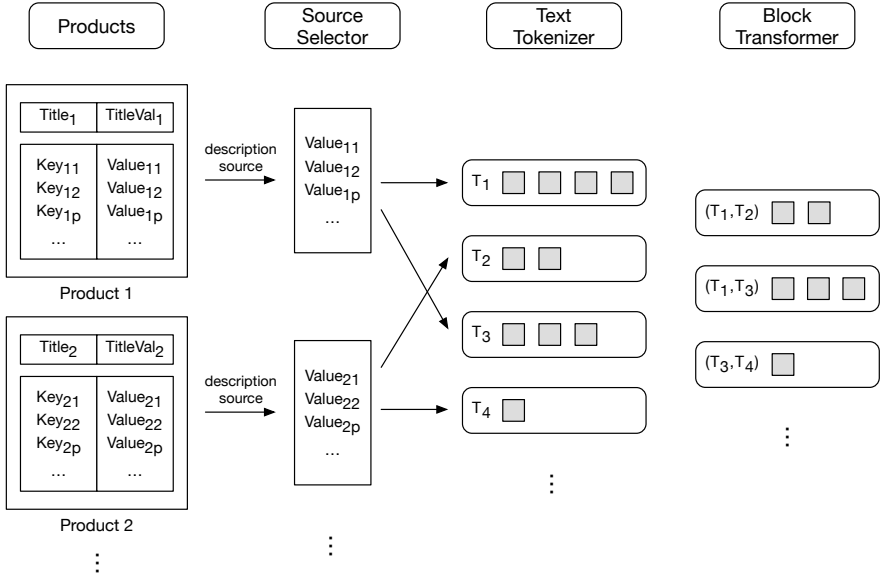 Products
Source
Selector
Text
Tokenizer
Block
Transformer
Title1 TitleVal1
Key11 Value11
Key12 Value12
Key1p Value1p
... ...
Product 1
description
source
Value11
Value12
Value1p
...
Title2 TitleVal2
Key21 Value21
Key22 Value22
Key2p Value2p
... ...
Product 2
⋮
description
source
Value21
Value22
Value2p
...
⋮
T1
T2
T3
T4
⋮
(T1,T2)
(T1,T3)
(T3,T4)
⋮